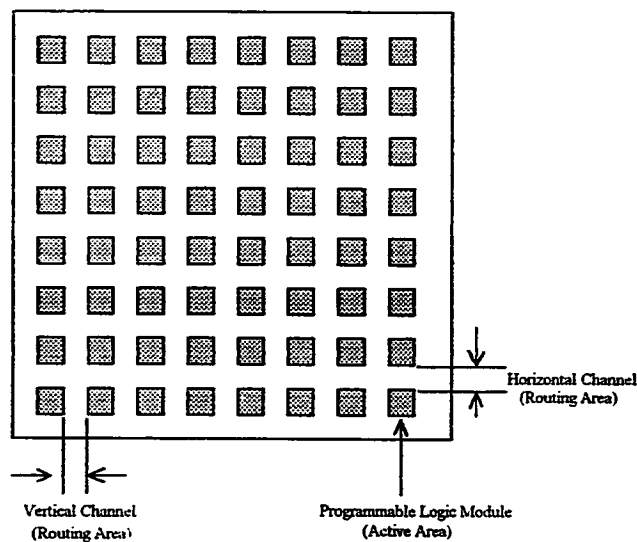 Horizontal Channel
(Routing Area)
Vertical Channel
(Routing Area)
Programmable Logic Module
(Active Area)